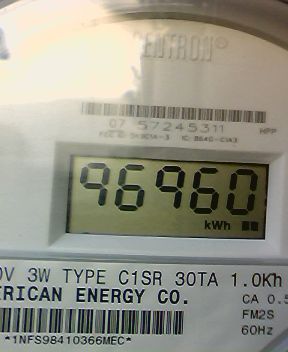 CENTRON®
07 57245311
HPP
96960
kWh
0V 3W TYPE C1SR 30TA 1.0Kh
ERICAN ENERGY CO.
CA 0.5
FM2S
60Hz
*1NFS98410366MEC*